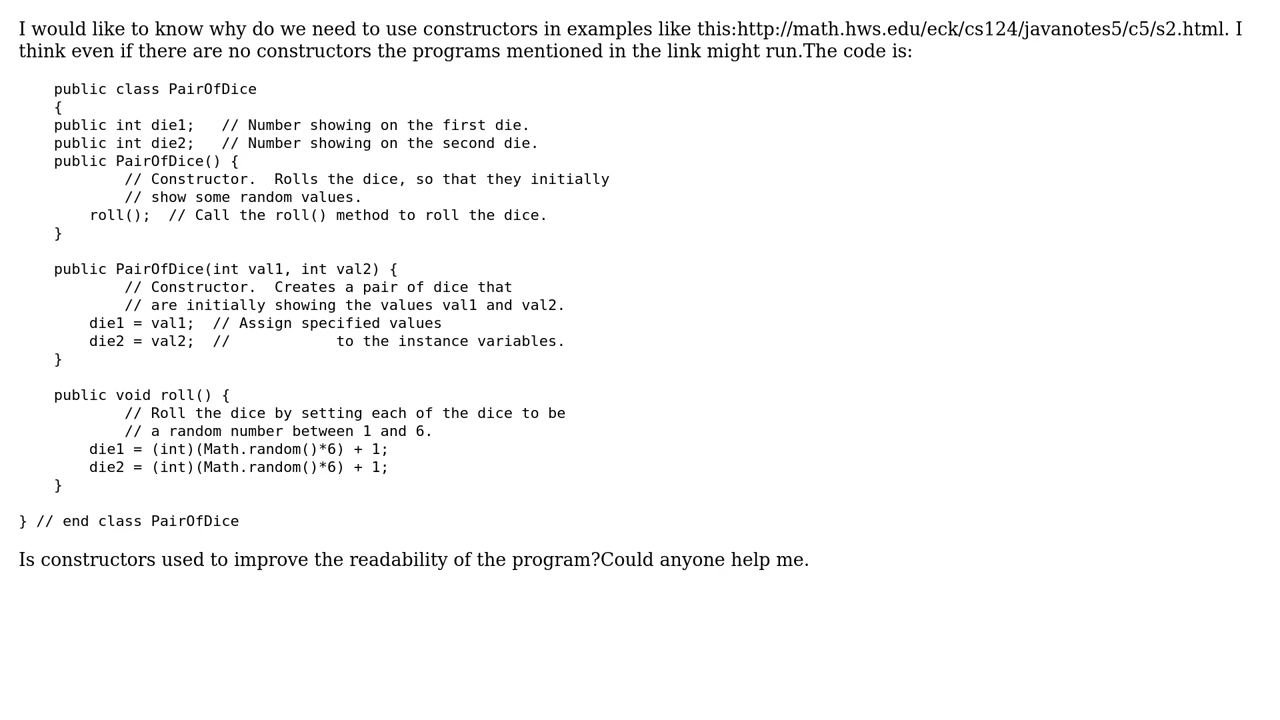 I would like to know why do we need to use constructors in examples like this:http://math.hws.edu/eck/cs124/javanotes5/c5/s2.html. I
think even if there are no constructors the programs mentioned in the link might run.The code is:
    public class PairOfDice
    {
    public int die1;   // Number showing on the first die.
    public int die2;   // Number showing on the second die.
    public PairOfDice() {
            // Constructor.  Rolls the dice, so that they initially
            // show some random values.
        roll();  // Call the roll() method to roll the dice.
    }
    public PairOfDice(int val1, int val2) {
            // Constructor.  Creates a pair of dice that
            // are initially showing the values val1 and val2.
        die1 = val1;  // Assign specified values
        die2 = val2;  //            to the instance variables.
    }
    public void roll() {
            // Roll the dice by setting each of the dice to be
            // a random number between 1 and 6.
        die1 = (int)(Math.random()*6) + 1;
        die2 = (int)(Math.random()*6) + 1;
    }
} // end class PairOfDice
Is constructors used to improve the readability of the program?Could anyone help me.